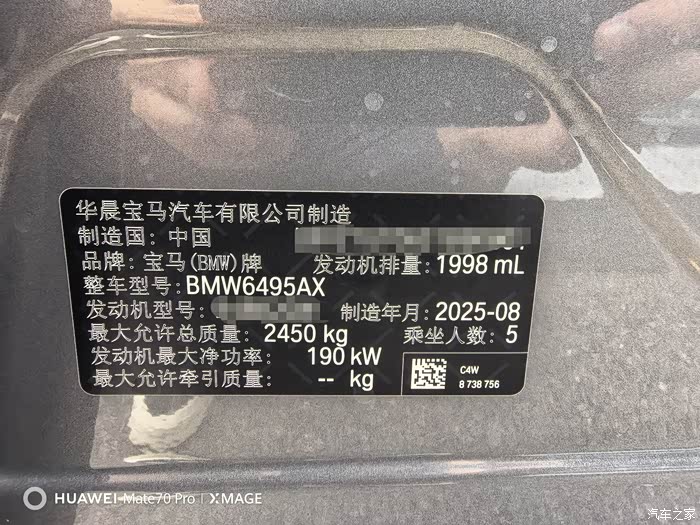 华晨宝马汽车有限公司制造
制造国: 中国
品牌: 宝马(BMW)牌 发动机排量: 1998 mL
整车型号: BMW6495AX
发动机型号: 制造年月: 2025-08
最大允许总质量: 2450 kg 乘坐人数: 5
发动机最大净功率: 190 kW
最大允许牵引质量: -- kg
C4W
8 738 756
HUAWEI Mate70 Pro | XMAGE
汽车之家